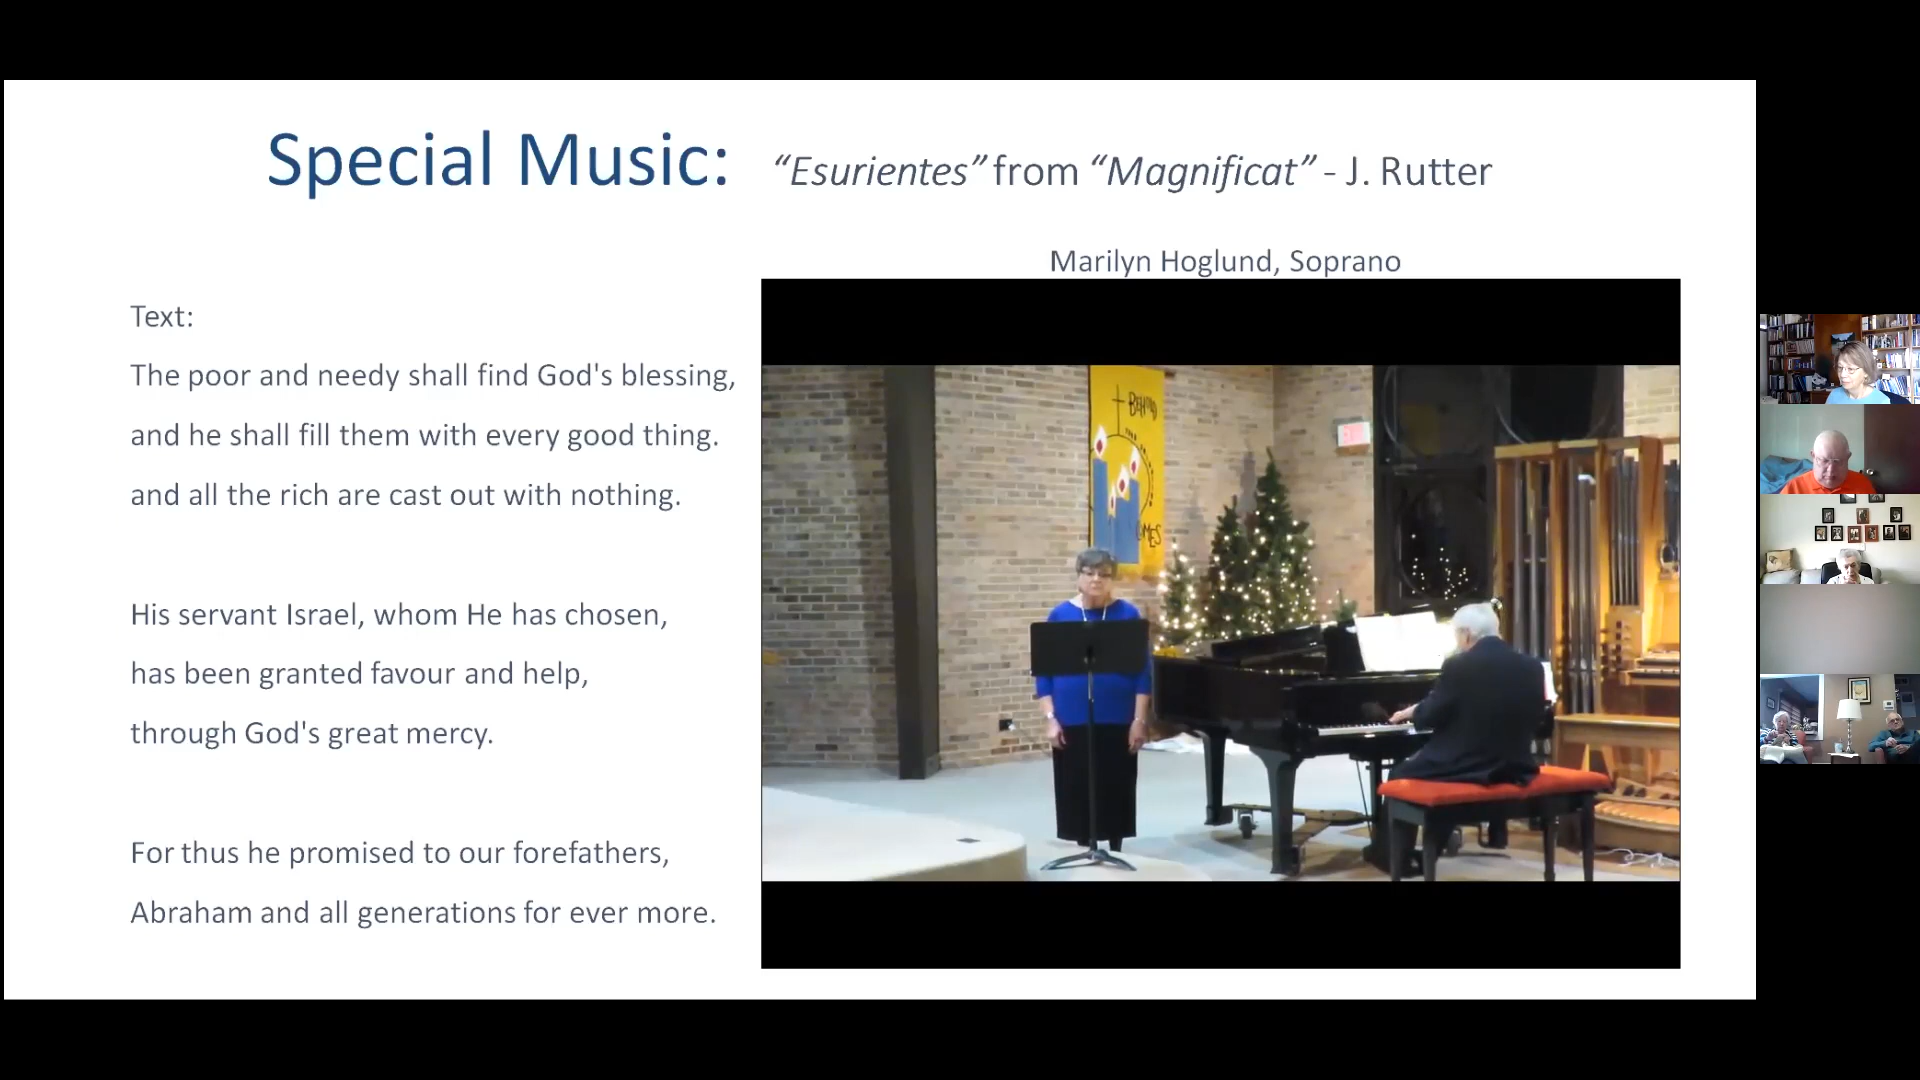 Special Music: “Esurientes” from “Magnificat” - J. Rutter
Marilyn Hoglund, Soprano
Text:
The poor and needy shall find God's blessing,
and he shall fill them with every good thing.
and all the rich are cast out with nothing.
His servant Israel, whom He has chosen,
has been granted favour and help,
through God's great mercy.
For thus he promised to our forefathers,
Abraham and all generations for ever more.
BEHOLD
COMES